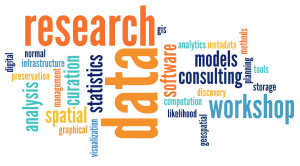 research
gis
data
digital
normal
infrastructure
preservation
management
curation
statistics
analysis
spatial
graphical
visualization
software
analytics
metadata
methods
models
consulting
planning
tools
storage
discovery
computation
workshop
likelihood
geospatial